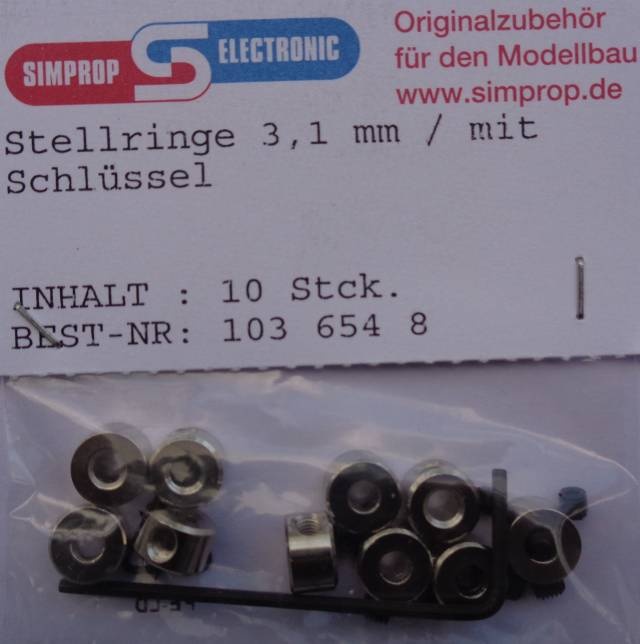 SIMPROP ELECTRONIC
Originalzubehör
für den Modellbau
www.simprop.de
Stellringe 3,1 mm / mit
Schlüssel
INHALT : 10 Stck.
BEST-NR: 103 654 8